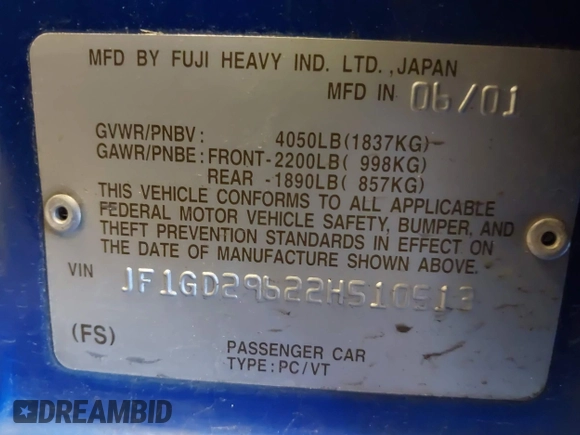 MFD BY FUJI HEAVY IND. LTD., JAPAN
MFD IN 06/01
GVWR/PNBV: 4050LB(1837KG)
GAWR/PNBE: FRONT-2200LB( 998KG)
REAR -1890LB( 857KG)
THIS VEHICLE CONFORMS TO ALL APPLICABLE
FEDERAL MOTOR VEHICLE SAFETY, BUMPER, AND
THEFT PREVENTION STANDARDS IN EFFECT ON
THE DATE OF MANUFACTURE SHOWN ABOVE.
VIN JF1GD29622H510513
(FS)
PASSENGER CAR
TYPE: PC/VT
DREAMBID